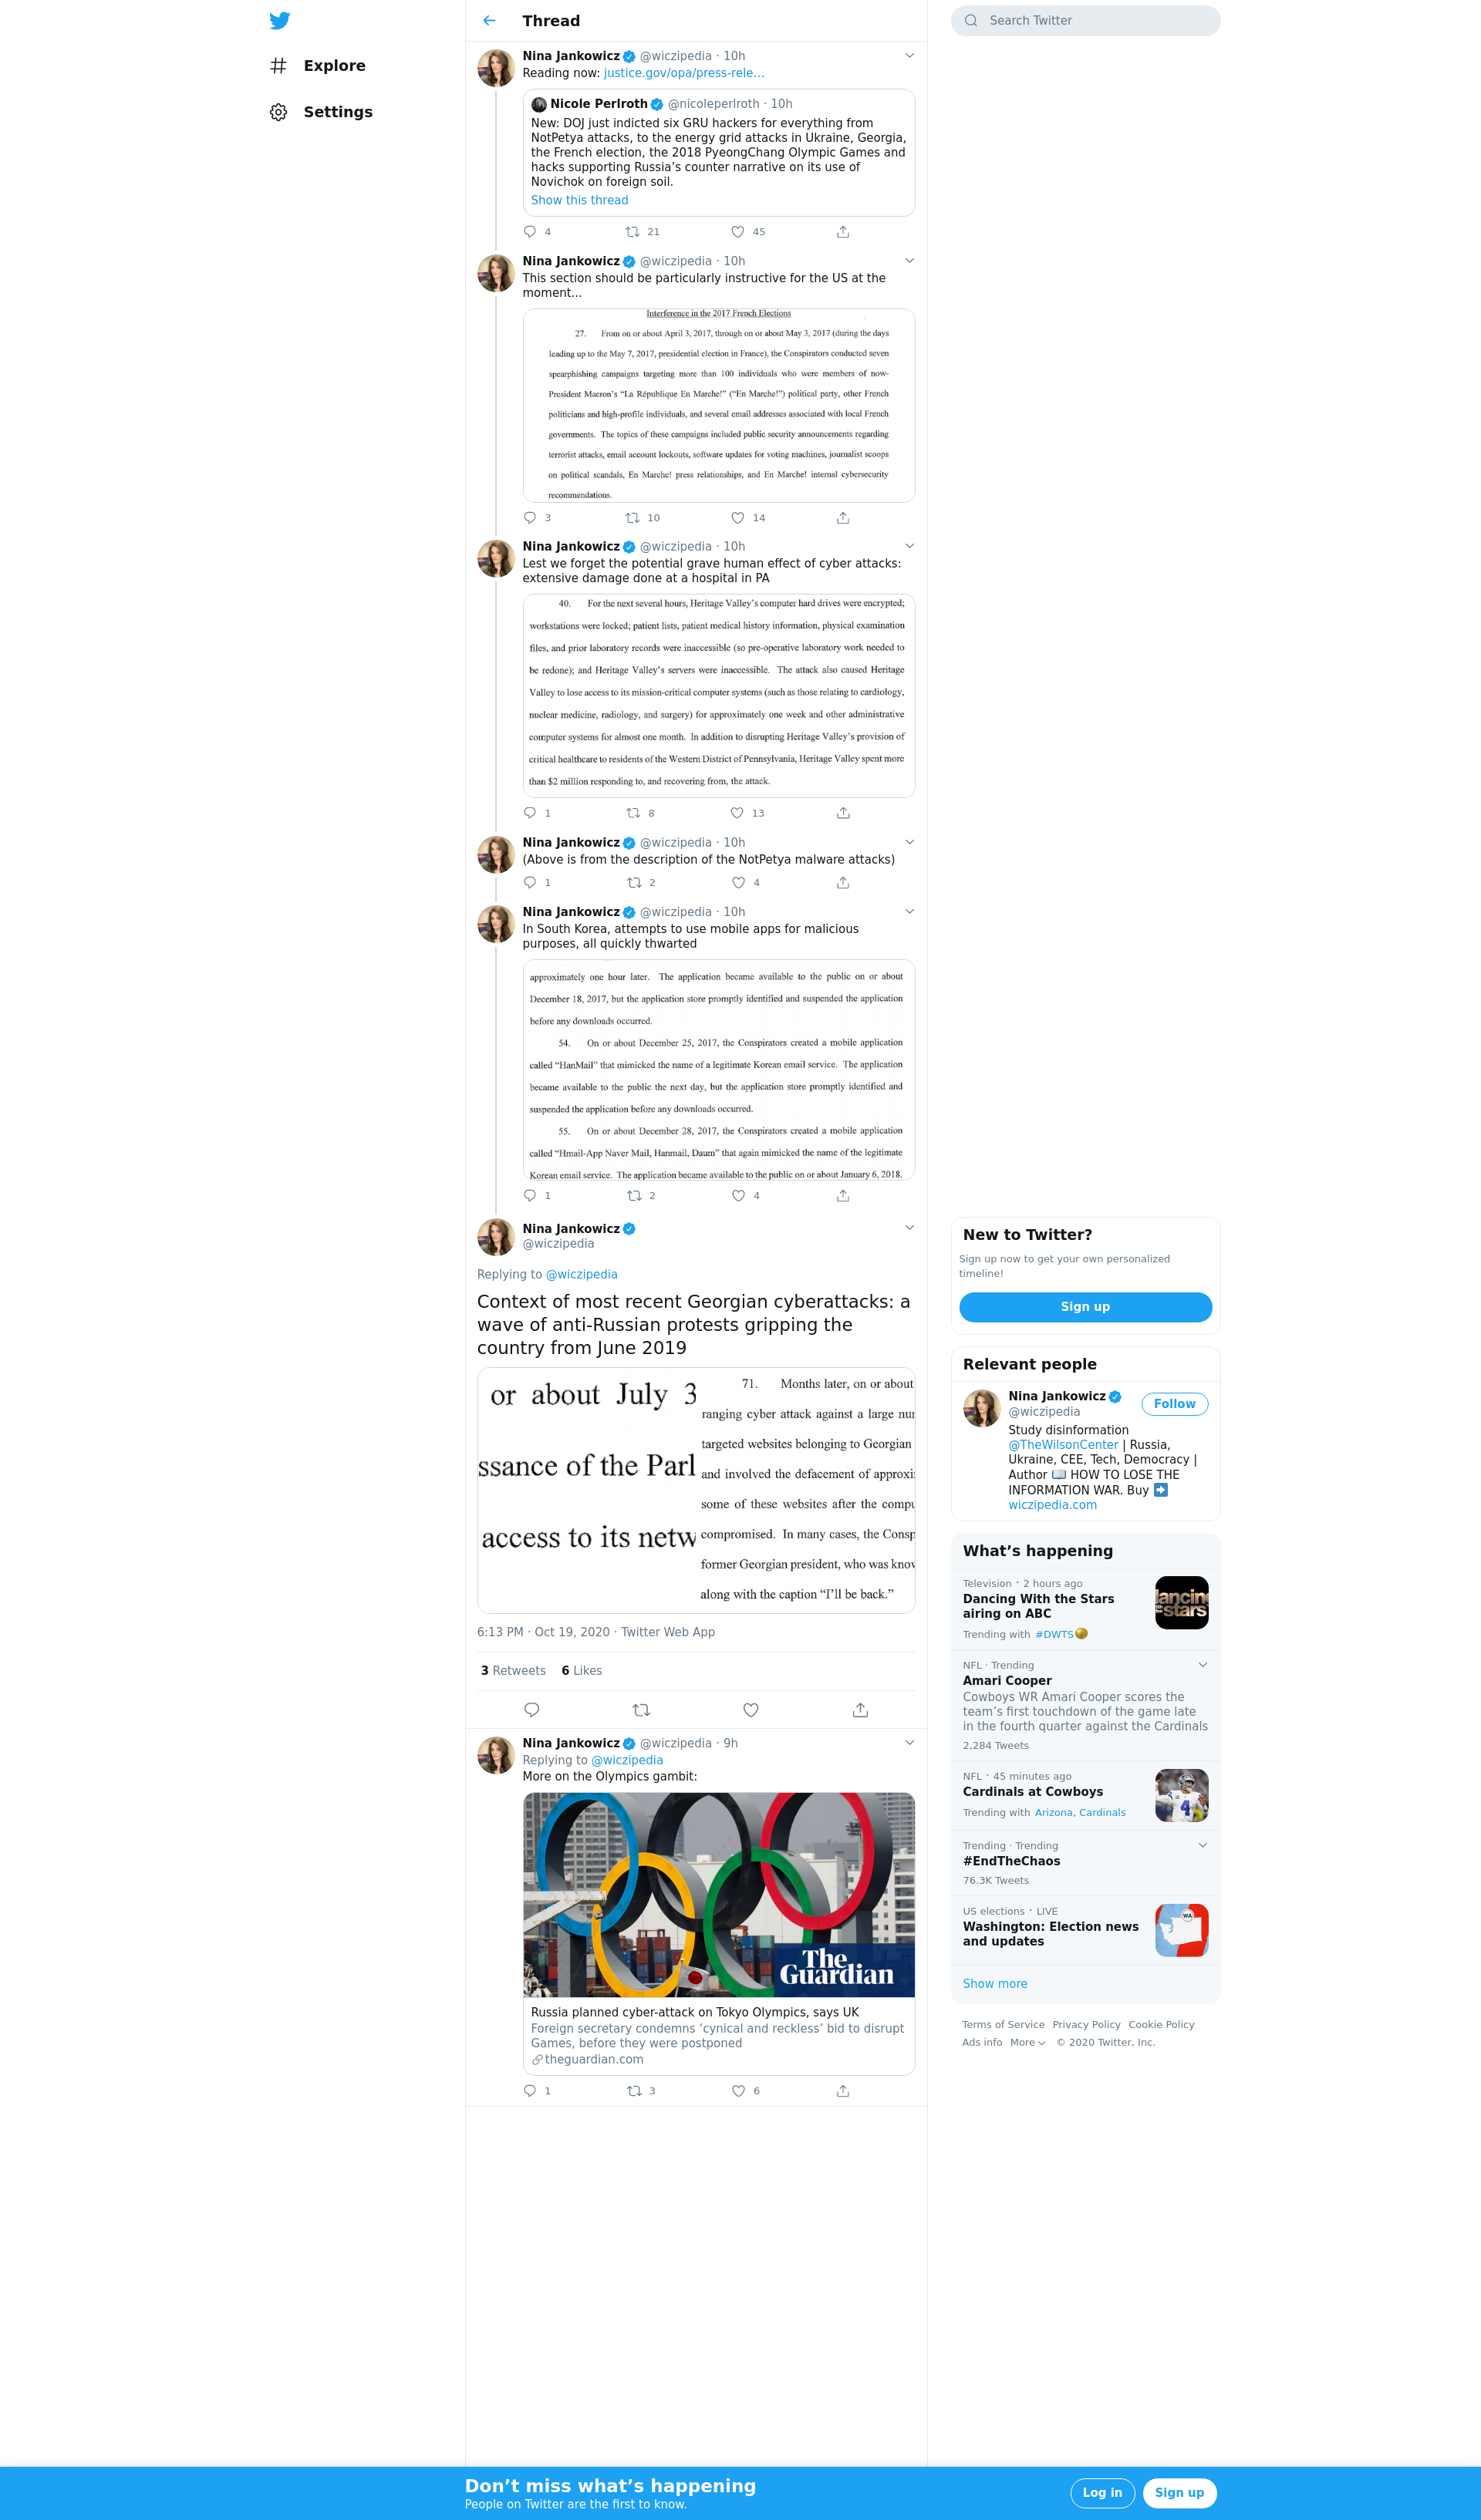 Explore
Settings
Thread
Search Twitter
Nina Jankowicz @wiczipedia · 10h
Reading now: justice.gov/opa/press-rele…
Nicole Perlroth @nicoleperlroth · 10h
New: DOJ just indicted six GRU hackers for everything from
NotPetya attacks, to the energy grid attacks in Ukraine, Georgia,
the French election, the 2018 PyeongChang Olympic Games and
hacks supporting Russia’s counter narrative on its use of
Novichok on foreign soil.
Show this thread
4 21 45
Nina Jankowicz @wiczipedia · 10h
This section should be particularly instructive for the US at the
moment...
Interference in the 2017 French Elections
27. From on or about April 3, 2017, through on or about May 3, 2017 (during the days
leading up to the May 7, 2017, presidential election in France), the Conspirators conducted seven
spearphishing campaigns targeting more than 100 individuals who were members of now-
President Macron's “La République En Marche!” (“En Marche!”) political party, other French
politicians and high-profile individuals, and several email addresses associated with local French
governments. The topics of these campaigns included public security announcements regarding
terrorist attacks, email account lockouts, software updates for voting machines, journalist scoops
on political scandals, En Marche! press relationships, and En Marche! internal cybersecurity
recommendations.
3 10 14
Nina Jankowicz @wiczipedia · 10h
Lest we forget the potential grave human effect of cyber attacks:
extensive damage done at a hospital in PA
40. For the next several hours, Heritage Valley's computer hard drives were encrypted;
workstations were locked; patient lists, patient medical history information, physical examination
files, and prior laboratory records were inaccessible (so pre-operative laboratory work needed to
be redone); and Heritage Valley's servers were inaccessible. The attack also caused Heritage
Valley to lose access to its mission-critical computer systems (such as those relating to cardiology,
nuclear medicine, radiology, and surgery) for approximately one week and other administrative
computer systems for almost one month. In addition to disrupting Heritage Valley's provision of
critical healthcare to residents of the Western District of Pennsylvania, Heritage Valley spent more
than $2 million responding to, and recovering from, the attack.
1 8 13
Nina Jankowicz @wiczipedia · 10h
(Above is from the description of the NotPetya malware attacks)
1 2 4
Nina Jankowicz @wiczipedia · 10h
In South Korea, attempts to use mobile apps for malicious
purposes, all quickly thwarted
approximately one hour later. The application became available to the public on or about
December 18, 2017, but the application store promptly identified and suspended the application
before any downloads occurred.
54. On or about December 25, 2017, the Conspirators created a mobile application
called “HanMail” that mimicked the name of a legitimate Korean email service. The application
became available to the public the next day, but the application store promptly identified and
suspended the application before any downloads occurred.
55. On or about December 28, 2017, the Conspirators created a mobile application
called “Hmail-App Naver Mail, Hanmail, Daum” that again mimicked the name of the legitimate
Korean email service. The application became available to the public on or about January 6, 2018.
1 2 4
Nina Jankowicz
@wiczipedia
Replying to @wiczipedia
Context of most recent Georgian cyberattacks: a
wave of anti-Russian protests gripping the
country from June 2019
or about July 3
ssance of the Parl
access to its netw
71. Months later, on or about
ranging cyber attack against a large nur
targeted websites belonging to Georgian
and involved the defacement of approxi
some of these websites after the compu
compromised. In many cases, the Consp
former Georgian president, who was know
along with the caption “I'll be back.”
6:13 PM · Oct 19, 2020 · Twitter Web App
3 Retweets 6 Likes
Nina Jankowicz @wiczipedia · 9h
Replying to @wiczipedia
More on the Olympics gambit:
The
Guardian
Russia planned cyber-attack on Tokyo Olympics, says UK
Foreign secretary condemns ‘cynical and reckless’ bid to disrupt
Games, before they were postponed
theguardian.com
1 3 6
New to Twitter?
Sign up now to get your own personalized
timeline!
Sign up
Relevant people
Nina Jankowicz
@wiczipedia
Follow
Study disinformation
@TheWilsonCenter | Russia,
Ukraine, CEE, Tech, Democracy |
Author 📖 HOW TO LOSE THE
INFORMATION WAR. Buy ➡
wiczipedia.com
What’s happening
Television · 2 hours ago
Dancing With the Stars
airing on ABC
Trending with #DWTS
dancing
with the
stars
NFL · Trending
Amari Cooper
Cowboys WR Amari Cooper scores the
team’s first touchdown of the game late
in the fourth quarter against the Cardinals
2,284 Tweets
NFL · 45 minutes ago
Cardinals at Cowboys
Trending with Arizona, Cardinals
4
Trending · Trending
#EndTheChaos
76.3K Tweets
US elections · LIVE
Washington: Election news
and updates
WA
Show more
Terms of Service Privacy Policy Cookie Policy
Ads info More © 2020 Twitter, Inc.
Don’t miss what’s happening
People on Twitter are the first to know.
Log in
Sign up